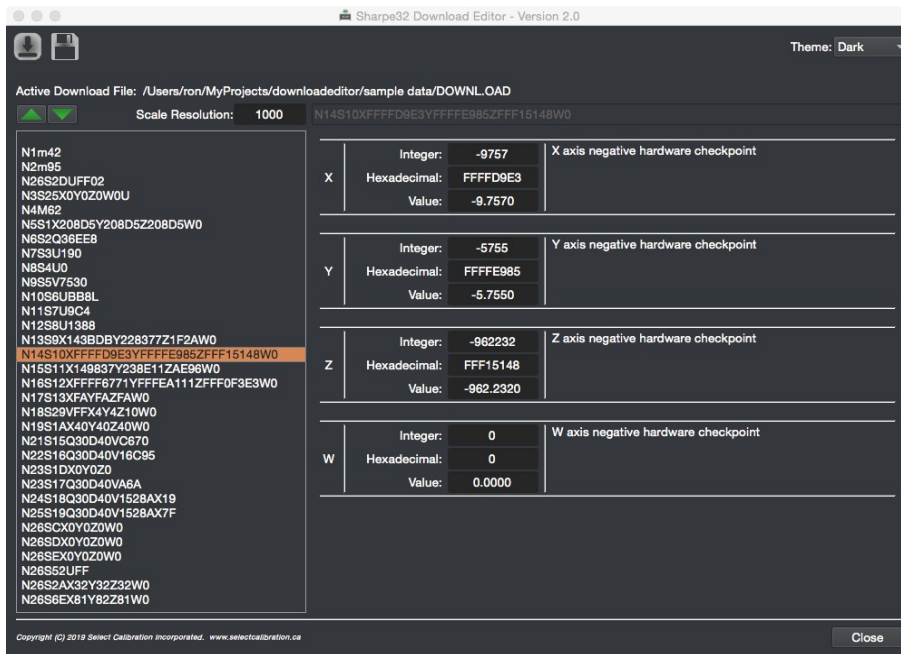 Sharpe32 Download Editor - Version 2.0
Theme: Dark
Active Download File: /Users/ron/MyProjects/downloadeditor/sample data/DOWNL.OAD
Scale Resolution: 1000 N14S10XFFFFD9E3YFFFFE985ZFFF15148W0
N1m42
N2m95
N26S2DUFF02
N3S25X0Y0Z0W0U
N4M62
N5S1X208D5Y208D5Z208D5W0
N6S2Q36EE8
N7S3U190
N8S4U0
N9S5V7530
N10S6UBB8L
N11S7U9C4
N12S8U1388
N13S9X143BDBY228377Z1F2AW0
N14S10XFFFFD9E3YFFFFE985ZFFF15148W0
N15S11X149837Y238E11ZAE96W0
N16S12XFFFF6771YFFFEA111ZFFF0F3E3W0
N17S13XFAYFAZFAW0
N18S29VFFX4Y4Z10W0
N19S1AX40Y40Z40W0
N21S15Q30D40VC670
N22S16Q30D40V16C95
N23S1DX0Y0Z0
N23S17Q30D40VA6A
N24S18Q30D40V1528AX19
N25S19Q30D40V1528AX7F
N26SCX0Y0Z0W0
N26SDX0Y0Z0W0
N26SEX0Y0Z0W0
N26S52UFF
N26S2AX32Y32Z32W0
N26S6EX81Y82Z81W0
X
Integer: -9757
Hexadecimal: FFFFD9E3
Value: -9.7570
X axis negative hardware checkpoint
Y
Integer: -5755
Hexadecimal: FFFFE985
Value: -5.7550
Y axis negative hardware checkpoint
Z
Integer: -962232
Hexadecimal: FFF15148
Value: -962.2320
Z axis negative hardware checkpoint
W
Integer: 0
Hexadecimal: 0
Value: 0.0000
W axis negative hardware checkpoint
Copyright (C) 2019 Select Calibration Incorporated. www.selectcalibration.ca
Close